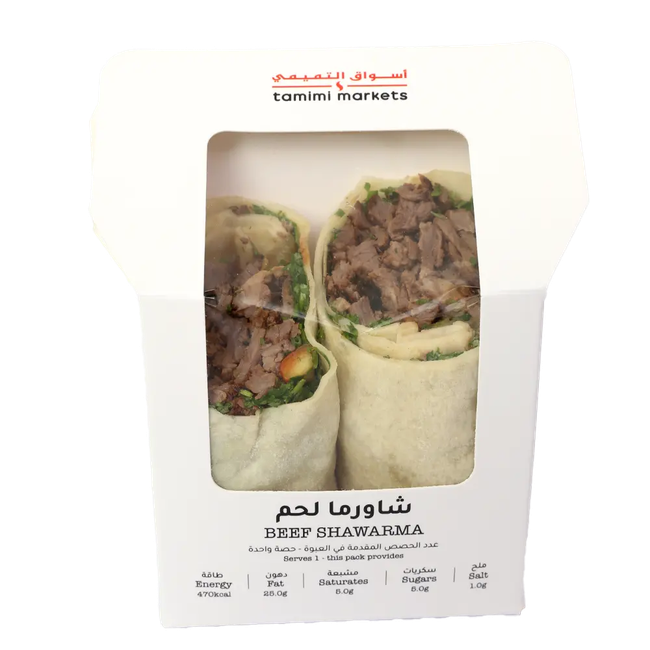 أسواق التميمي
tamimi markets
شاورما لحم
BEEF SHAWARMA
عدد الحصص المقدمة في العبوة - حصة واحدة
Serves 1 - this pack provides
طاقة دهون مشبعة سكريات ملح
Energy Fat Saturates Sugars Salt
470kcal 25.0g 5.0g 5.0g 1.0g